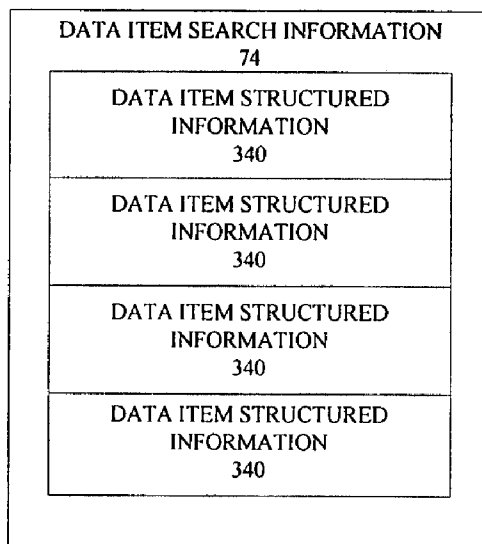 DATA ITEM SEARCH INFORMATION
74
DATA ITEM STRUCTURED
INFORMATION
340
DATA ITEM STRUCTURED
INFORMATION
340
DATA ITEM STRUCTURED
INFORMATION
340
DATA ITEM STRUCTURED
INFORMATION
340